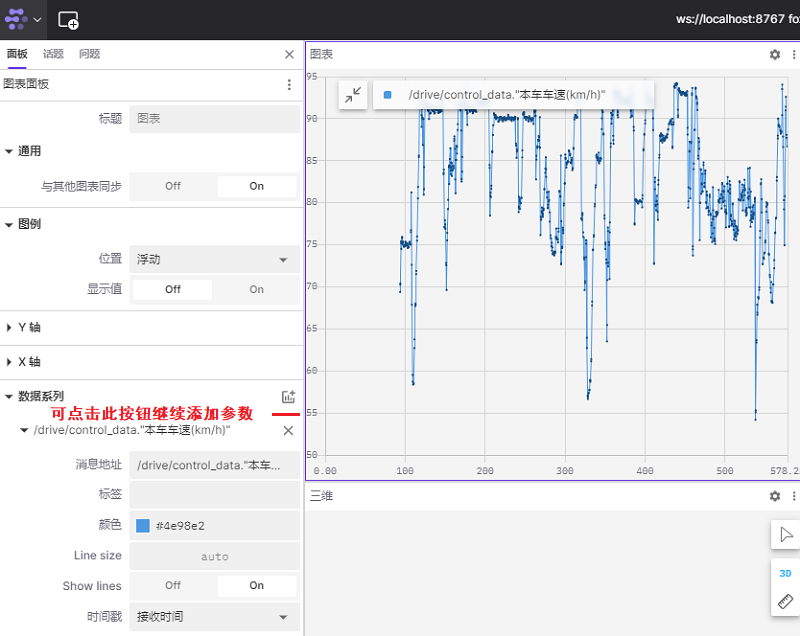 ws://localhost:8767 fo
面板 话题 问题
图表面板
标题 图表
通用
与其他图表同步 Off On
图例
位置 浮动
显示值 Off On
Y 轴
X 轴
数据系列
可点击此按钮继续添加参数
/drive/control_data."本车车速(km/h)"
消息地址 /drive/control_data."本车...
标签
颜色 #4e98e2
Line size auto
Show lines Off On
时间戳 接收时间
图表
/drive/control_data."本车车速(km/h)"
95
90
85
80
75
70
65
60
55
50
0.00 100 200 300 400 500 578.2
三维
3D